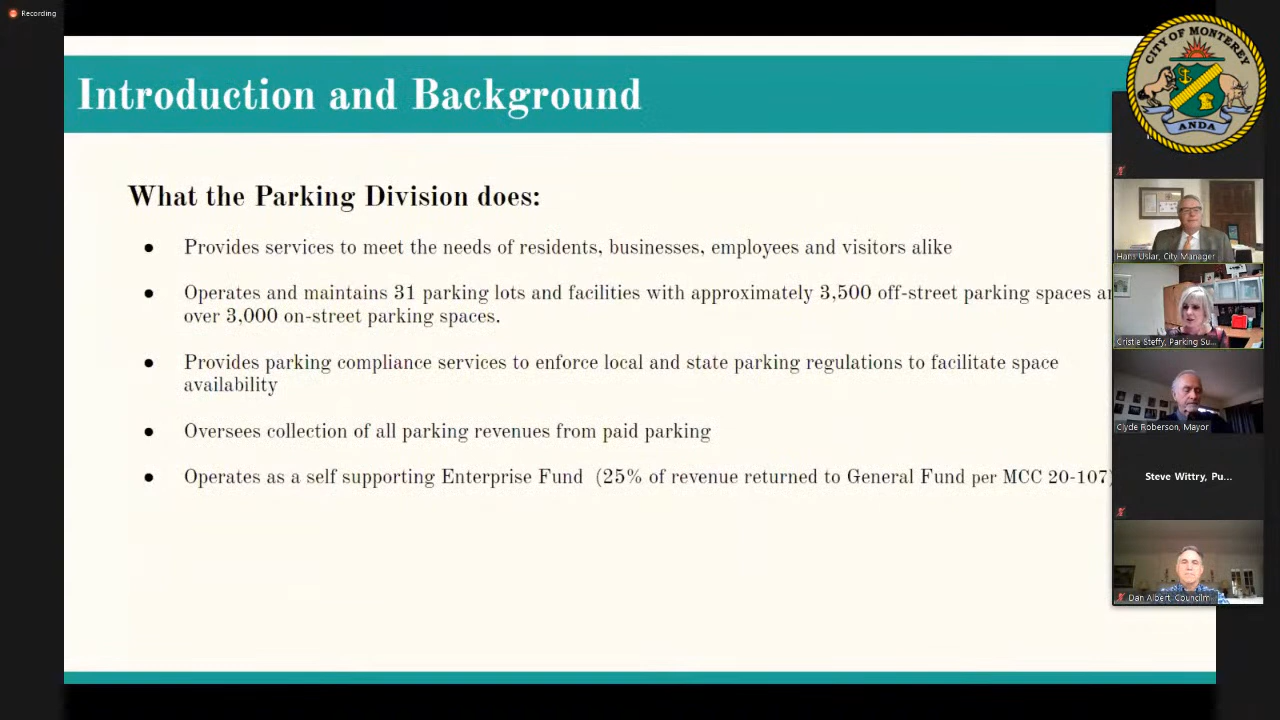 Recording
CITY OF MONTEREY
ANDA
Introduction and Background
What the Parking Division does:
● Provides services to meet the needs of residents, businesses, employees and visitors alike
● Operates and maintains 31 parking lots and facilities with approximately 3,500 off-street parking spaces
over 3,000 on-street parking spaces.
● Provides parking compliance services to enforce local and state parking regulations to facilitate space
availability
● Oversees collection of all parking revenues from paid parking
● Operates as a self supporting Enterprise Fund (25% of revenue returned to General Fund per MCC 20-107)
Hans Uslar, City Manager
Cristie Steffy, Parking Su...
Clyde Roberson, Mayor
Steve Wittry, Pu...
Dan Albert, Councilm...